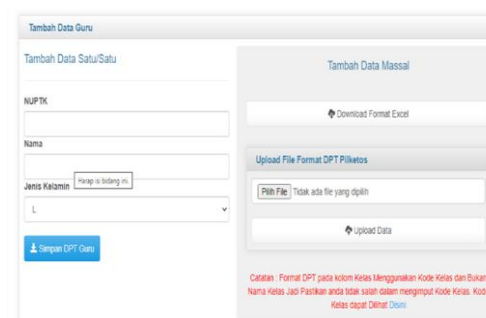 Tambah Data Guru
Tambah Data Satu/Satu
NUPTK
Nama
Harap isi bidang ini.
Jenis Kelamin
L
Simpan DPT Guru
Tambah Data Massal
Download Format Excel
Upload File Format DPT Pilketos
Pilih File Tidak ada file yang dipilih
Upload Data
Catatan : Format DPT pada kolom Kelas Menggunakan Kode Kelas dan Bukan
Nama Kelas Jadi Pastikan anda tidak salah dalam mengimput Kode Kelas. Kod
Kelas dapat Dilihat Disini